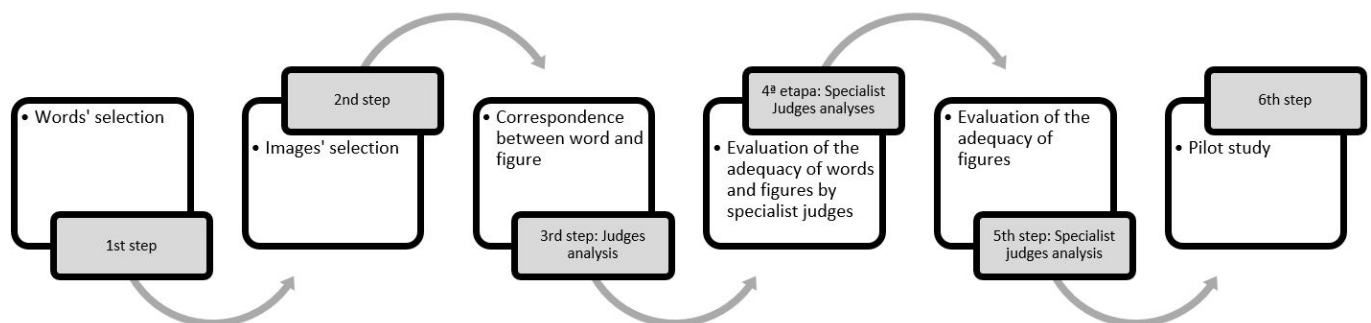 • Words' selection
1st step
2nd step
• Images' selection
• Correspondence
between word and
figure
3rd step: Judges
analysis
4ª etapa: Specialist
Judges analyses
• Evaluation of the
adequacy of words
and figures by
specialist judges
• Evaluation of the
adequacy of
figures
5th step: Specialist
judges analysis
6th step
• Pilot study